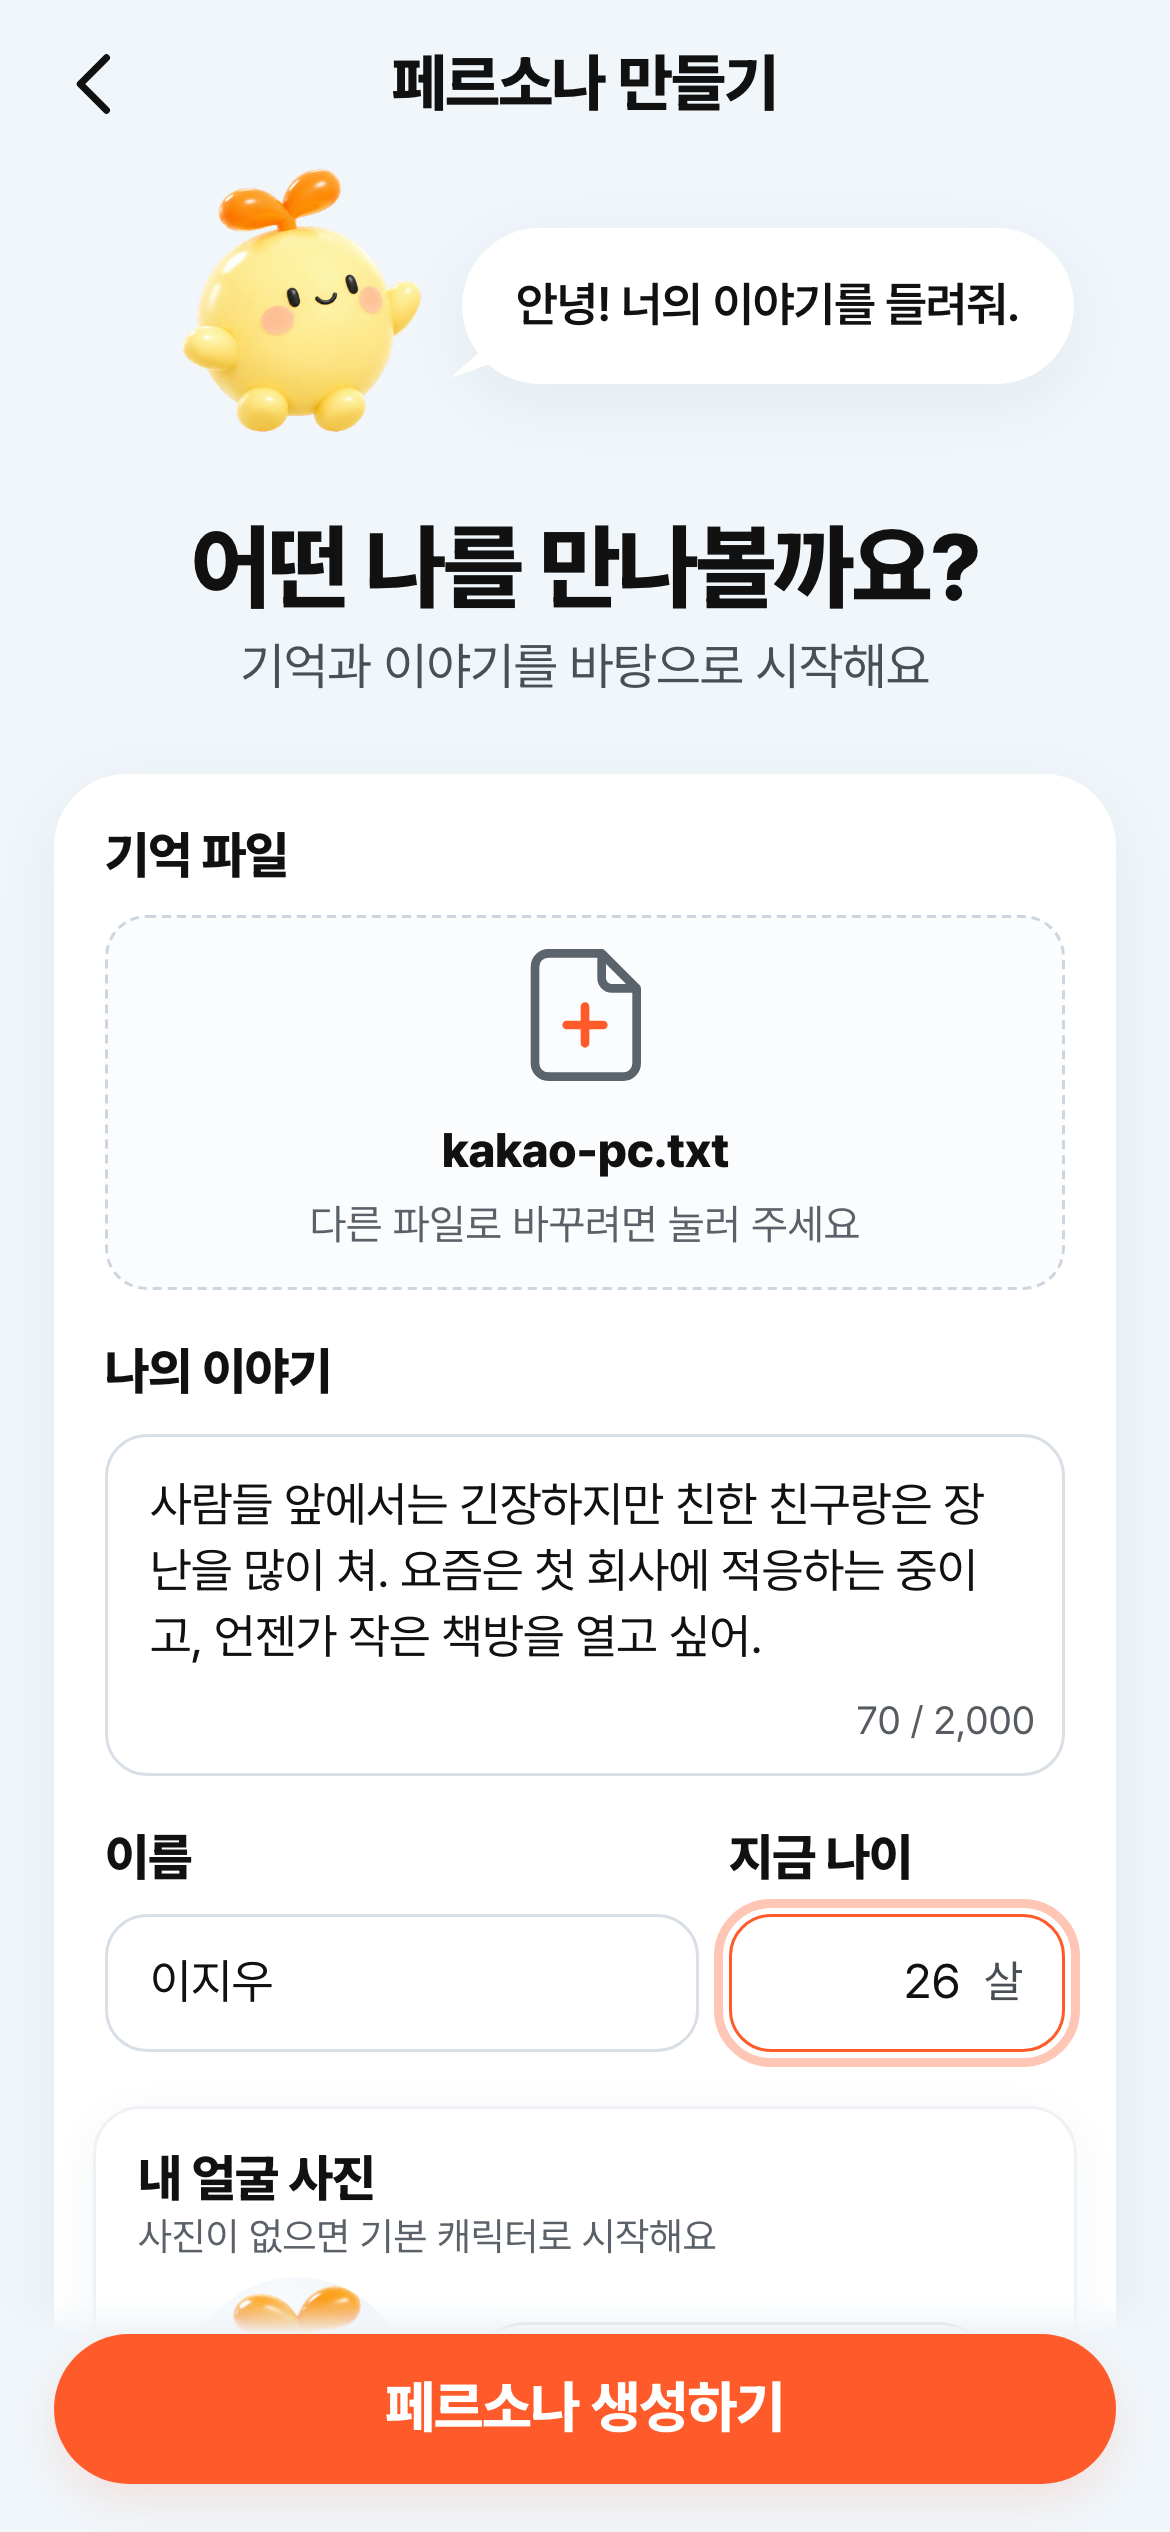 페르소나 만들기
안녕! 너의 이야기를 들려줘.
어떤 나를 만나볼까요?
기억과 이야기를 바탕으로 시작해요
기억 파일
kakao-pc.txt
다른 파일로 바꾸려면 눌러 주세요
나의 이야기
사람들 앞에서는 긴장하지만 친한 친구랑은 장
난을 많이 쳐. 요즘은 첫 회사에 적응하는 중이
고, 언젠가 작은 책방을 열고 싶어.
70 / 2,000
이름
지금 나이
이지우
26 살
내 얼굴 사진
사진이 없으면 기본 캐릭터로 시작해요
페르소나 생성하기